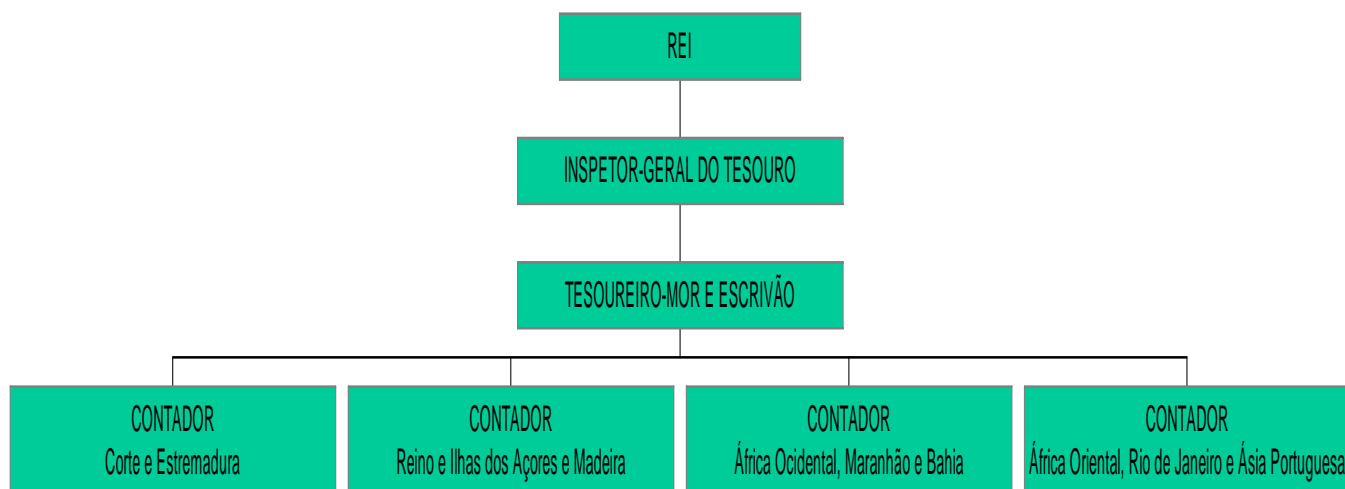 REI
INSPETOR-GERAL DO TESOURO
TESOUREIRO-MOR E ESCRIVÃO
CONTADOR
Corte e Estremadura
CONTADOR
Reino e Ilhas dos Açores e Madeira
CONTADOR
África Ocidental, Maranhão e Bahia
CONTADOR
África Oriental, Rio de Janeiro e Ásia Portuguesa